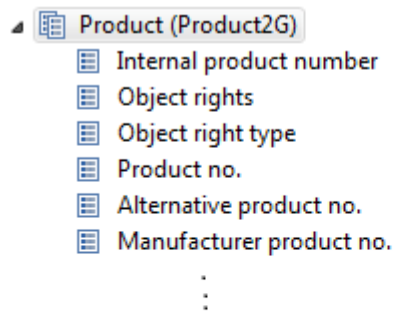 Product (Product2G)
Internal product number
Object rights
Object right type
Product no.
Alternative product no.
Manufacturer product no.